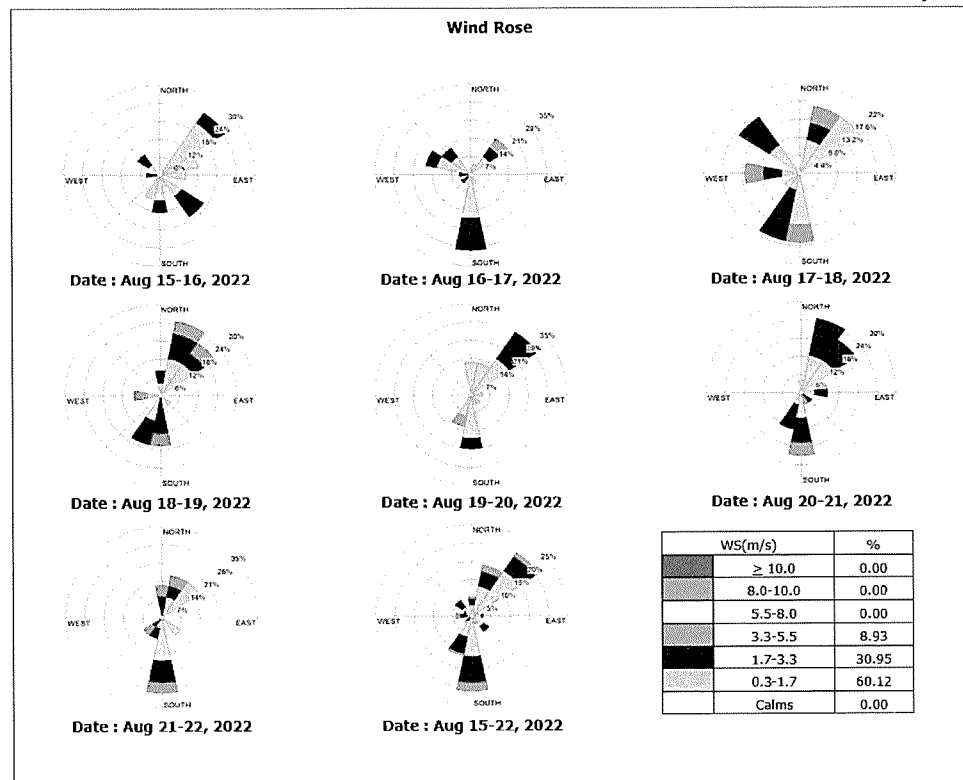 Wind Rose
NORTH
30%
24%
18%
12%
6%
WEST
EAST
SOUTH
Date : Aug 15-16, 2022
NORTH
35%
28%
21%
14%
7%
WEST
EAST
SOUTH
Date : Aug 16-17, 2022
NORTH
22%
17.6%
13.2%
8.8%
4.4%
WEST
EAST
SOUTH
Date : Aug 17-18, 2022
NORTH
30%
24%
18%
12%
6%
WEST
EAST
SOUTH
Date : Aug 18-19, 2022
NORTH
35%
28%
21%
14%
7%
WEST
EAST
SOUTH
Date : Aug 19-20, 2022
NORTH
30%
24%
18%
12%
6%
WEST
EAST
SOUTH
Date : Aug 20-21, 2022
NORTH
35%
28%
21%
14%
7%
WEST
EAST
SOUTH
Date : Aug 21-22, 2022
NORTH
25%
20%
15%
10%
5%
WEST
EAST
SOUTH
Date : Aug 15-22, 2022
WS(m/s) %
≥ 10.0 0.00
8.0-10.0 0.00
5.5-8.0 0.00
3.3-5.5 8.93
1.7-3.3 30.95
0.3-1.7 60.12
Calms 0.00